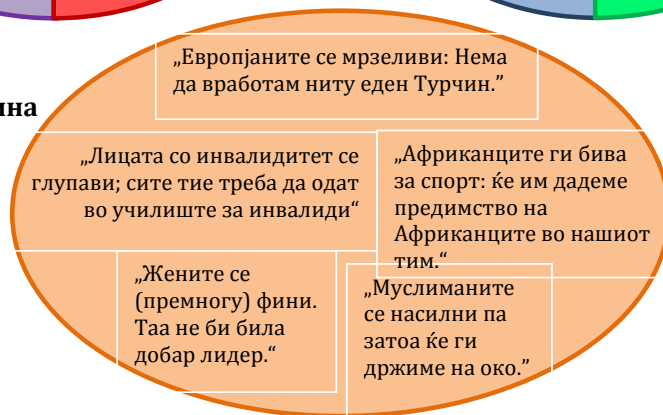 „Европјаните се мрзеливи: Нема
да вработам ниту еден Турчин.”
„Лицата со инвалидитет се
глупави; сите тие треба да одат
во училиште за инвалиди“
„Африканците ги бива
за спорт: ќе им дадеме
предимство на
Африканците во нашиот
тим.“
„Жените се
(премногу) фини.
Таа не би била
добар лидер.“
„Муслиманите
се насилни па
затоа ќе ги
држиме на око.”